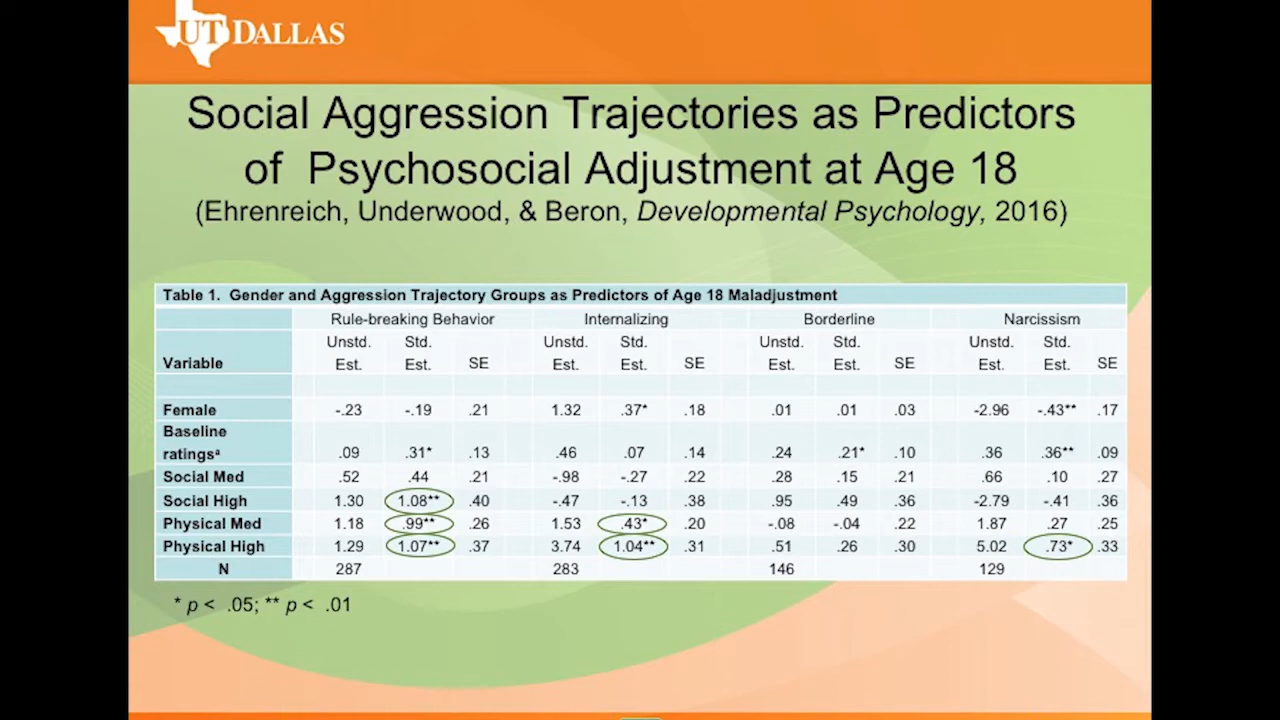 UT DALLAS
Social Aggression Trajectories as Predictors
of Psychosocial Adjustment at Age 18
(Ehrenreich, Underwood, & Beron, Developmental Psychology, 2016)
Table 1. Gender and Aggression Trajectory Groups as Predictors of Age 18 Maladjustment
Rule-breaking Behavior Internalizing Borderline Narcissism
Unstd. Std. Unstd. Std. Unstd. Std. Unstd. Std.
Variable Est. Est. SE Est. Est. SE Est. Est. SE Est. Est. SE
Female -.23 -.19 .21 1.32 .37* .18 .01 .01 .03 -2.96 -.43** .17
Baseline
ratingsᵃ .09 .31* .13 .46 .07 .14 .24 .21* .10 .36 .36** .09
Social Med .52 .44 .21 -.98 -.27 .22 .28 .15 .21 .66 .10 .27
Social High 1.30 1.08** .40 -.47 -.13 .38 .95 .49 .36 -2.79 -.41 .36
Physical Med 1.18 .99** .26 1.53 .43* .20 -.08 -.04 .22 1.87 .27 .25
Physical High 1.29 1.07** .37 3.74 1.04** .31 .51 .26 .30 5.02 .73* .33
N 287 283 146 129
* p < .05; ** p < .01